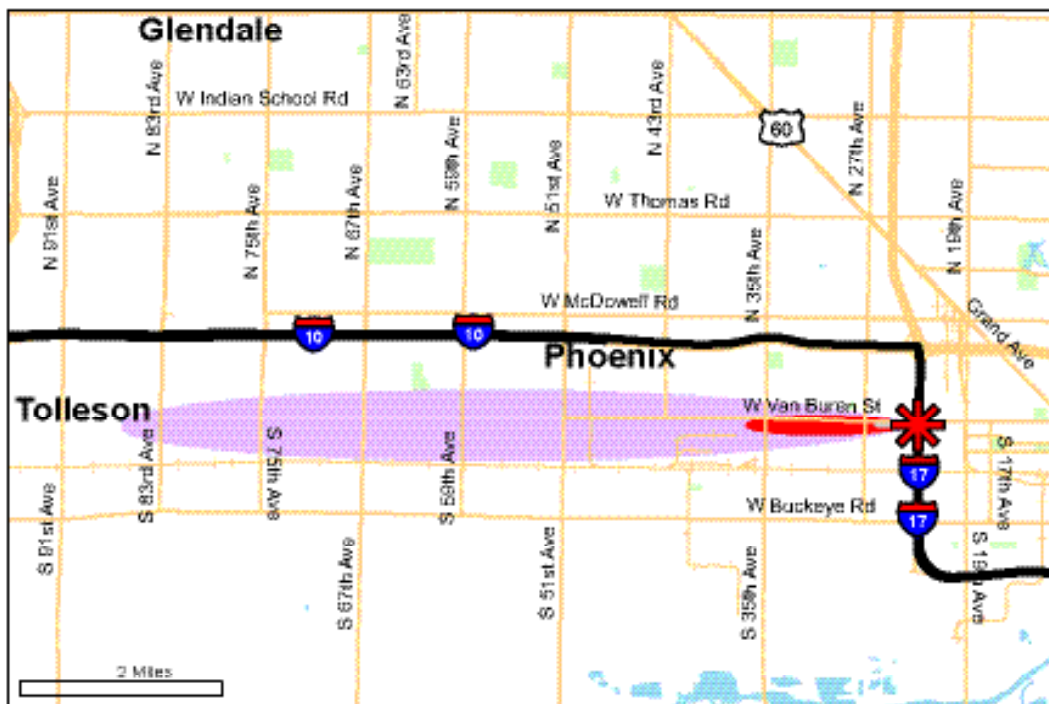 Glendale
N 83rd Ave
N 63rd Ave
W Indian School Rd
N 43rd Ave
60
N 27th Ave
N 91st Ave
N 75th Ave
N 67th Ave
N 59th Ave
N 51st Ave
W Thomas Rd
N 35th Ave
N 19th Ave
W McDowell Rd
Grand Ave
10
10
Phoenix
Tolleson
W Van Buren St
S 91st Ave
S 83rd Ave
S 75th Ave
S 59th Ave
17
S 17th Ave
W Buckeye Rd
17
S 67th Ave
S 51st Ave
S 35th Ave
S 19th Ave
2 Miles